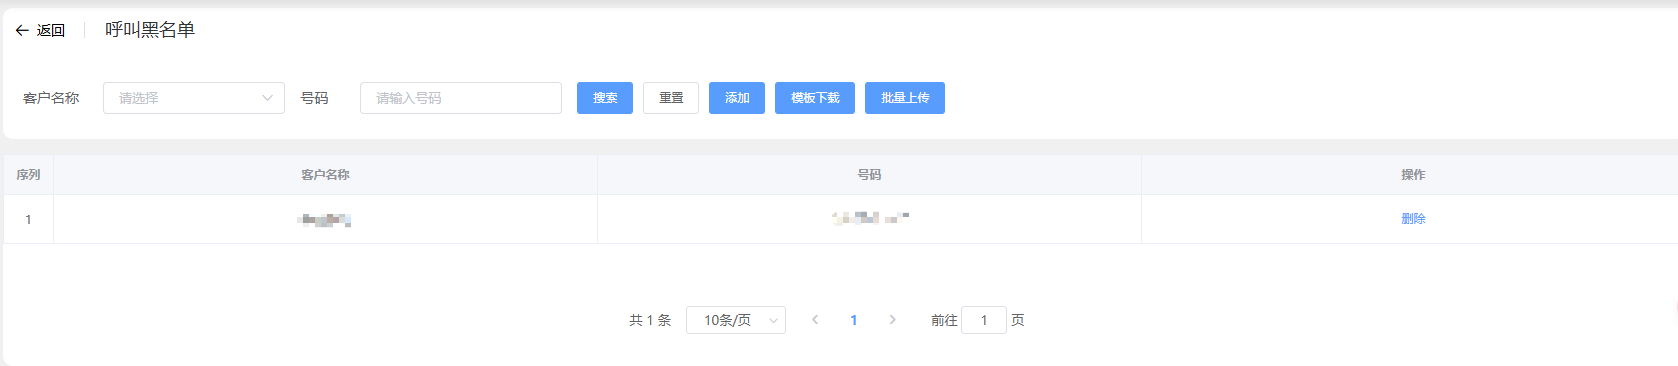 返回 呼叫黑名单
客户名称 请选择 号码 请输入号码 搜索 重置 添加 模板下载 批量上传
序列 客户名称 号码 操作
1 删除
共 1 条 10条/页 1 前往 1 页